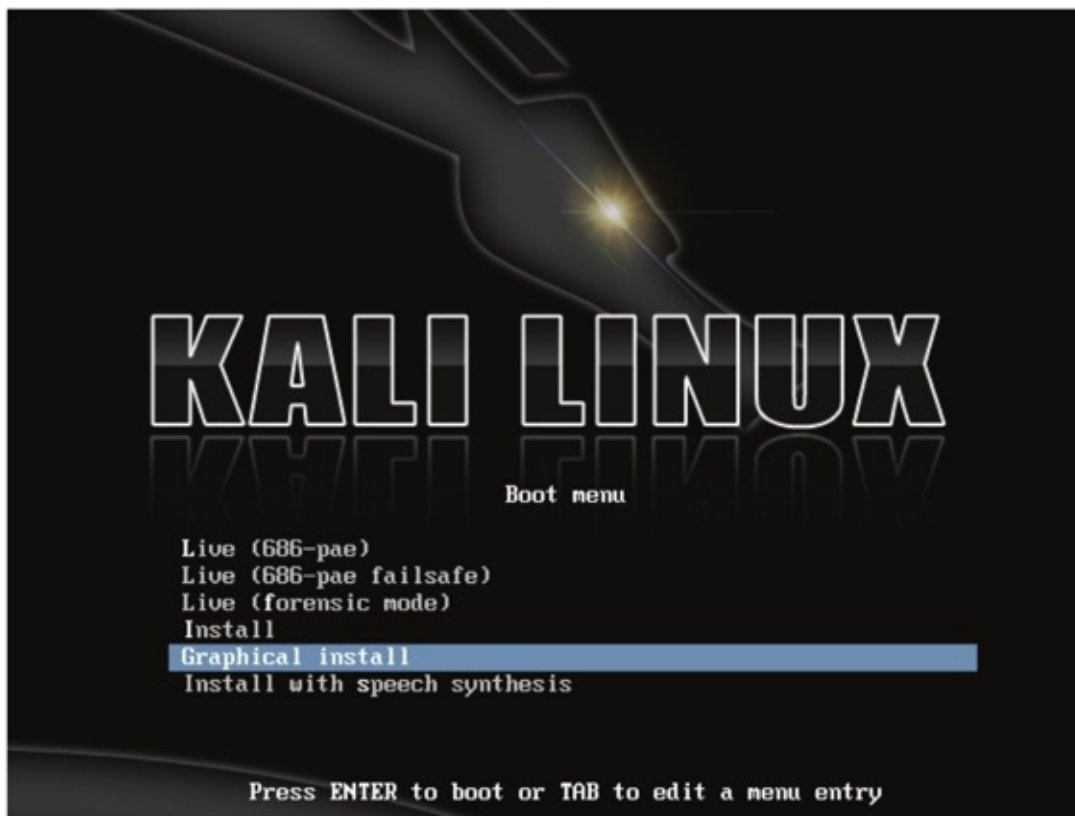 KALI LINUX
Boot menu
Live (686-pae)
Live (686-pae failsafe)
Live (forensic mode)
Install
Graphical install
Install with speech synthesis
Press ENTER to boot or TAB to edit a menu entry